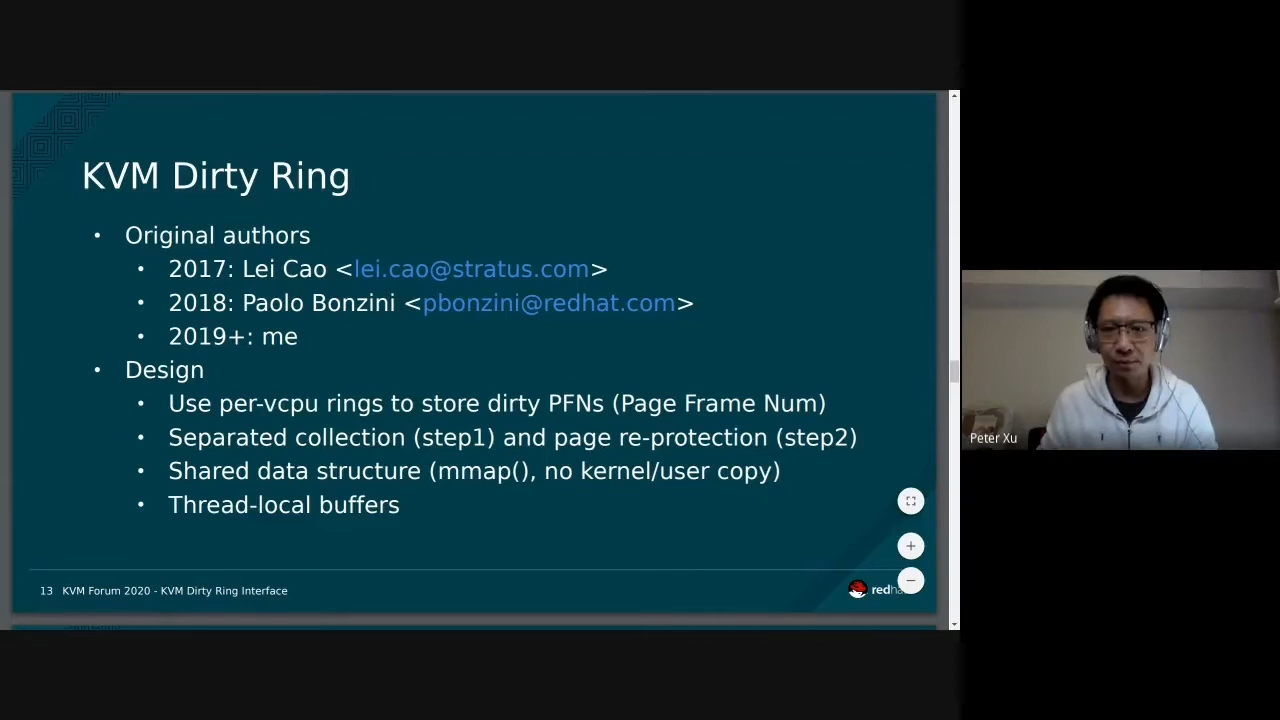 KVM Dirty Ring
• Original authors
• 2017: Lei Cao <lei.cao@stratus.com>
• 2018: Paolo Bonzini <pbonzini@redhat.com>
• 2019+: me
• Design
• Use per-vcpu rings to store dirty PFNs (Page Frame Num)
• Separated collection (step1) and page re-protection (step2)
• Shared data structure (mmap(), no kernel/user copy)
• Thread-local buffers
13 KVM Forum 2020 - KVM Dirty Ring Interface
Peter Xu